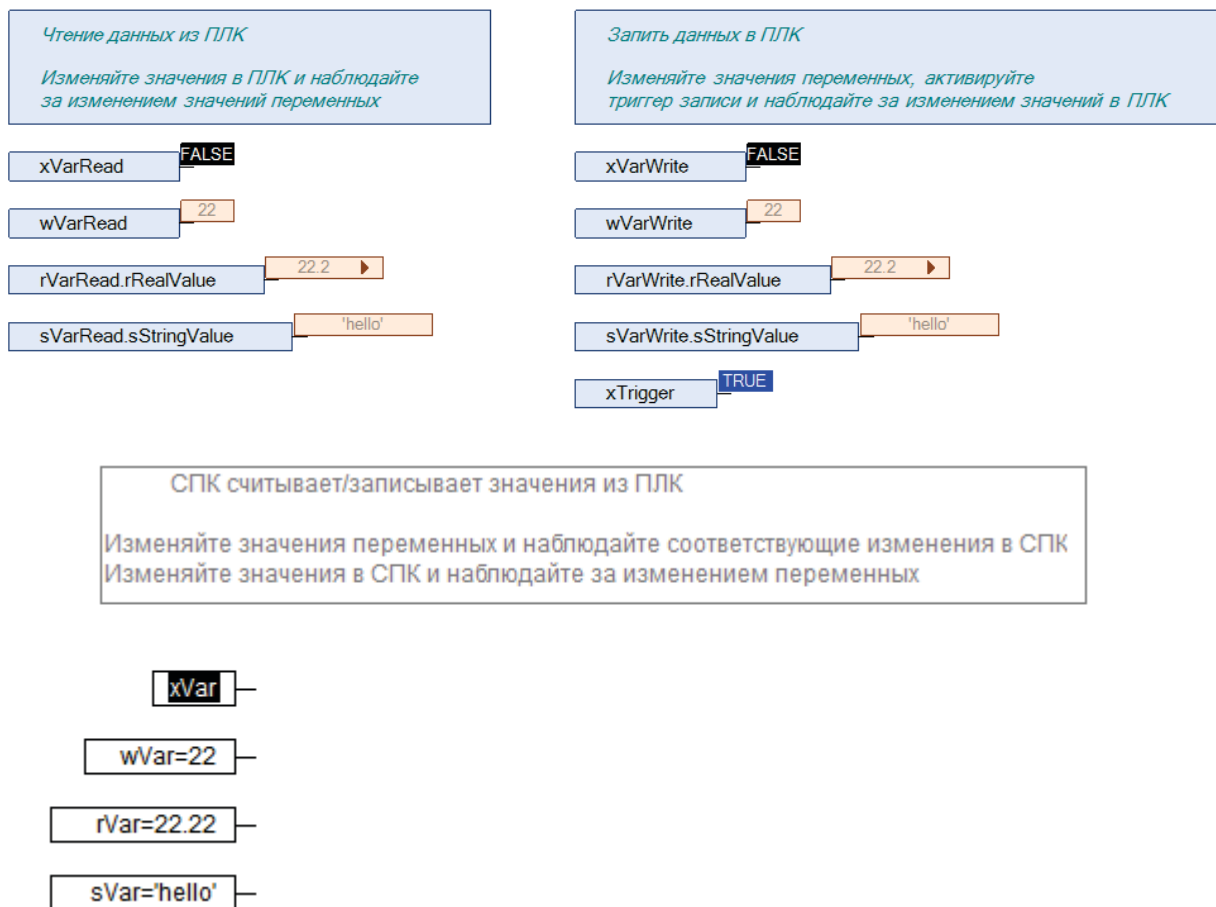 Чтение данных из ПЛК
Изменяйте значения в ПЛК и наблюдайте
за изменением значений переменных
xVarRead FALSE
wVarRead 22
rVarRead.rRealValue 22.2
sVarRead.sStringValue 'hello'
Запить данных в ПЛК
Изменяйте значения переменных, активируйте
триггер записи и наблюдайте за изменением значений в ПЛК
xVarWrite FALSE
wVarWrite 22
rVarWrite.rRealValue 22.2
sVarWrite.sStringValue 'hello'
xTrigger TRUE
СПК считывает/записывает значения из ПЛК
Изменяйте значения переменных и наблюдайте соответствующие изменения в СПК
Изменяйте значения в СПК и наблюдайте за изменением переменных
xVar
wVar=22
rVar=22.22
sVar='hello'